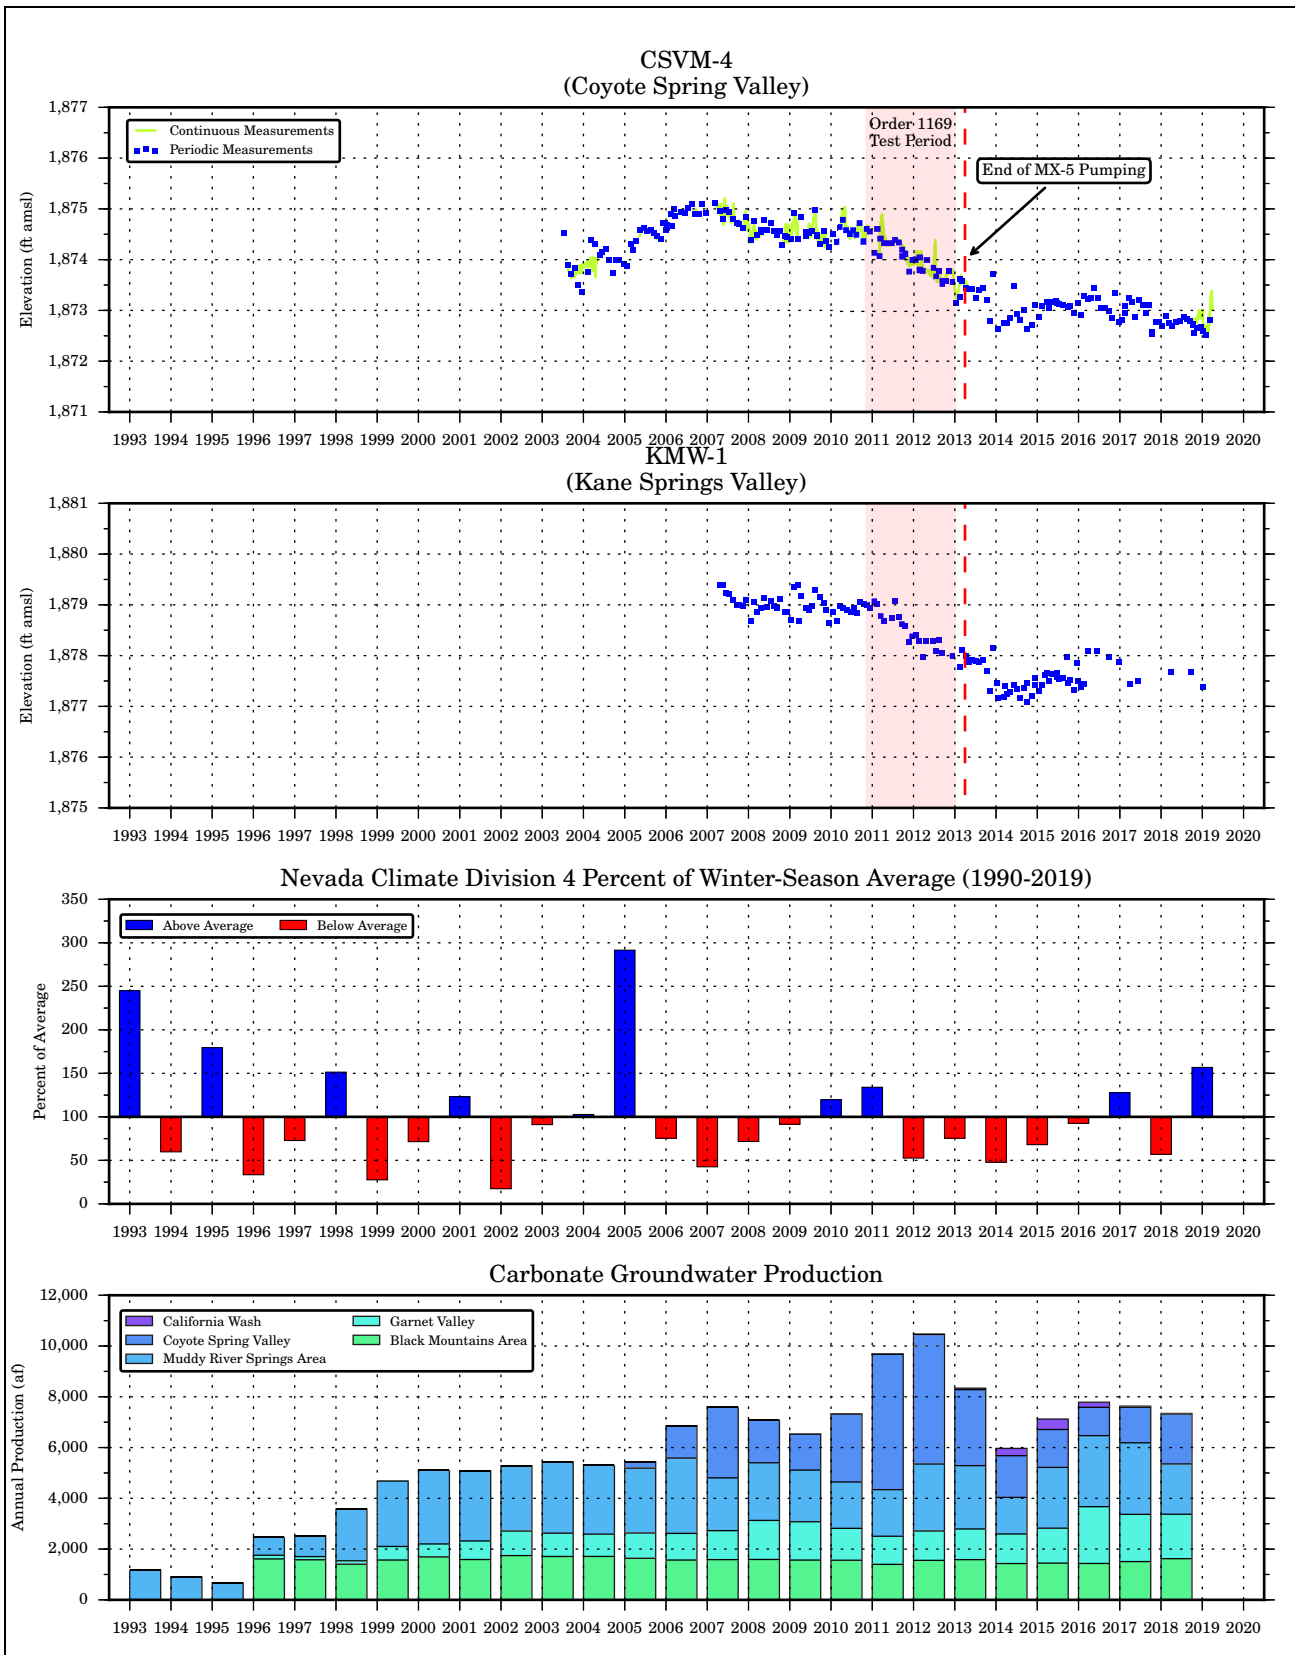 CSVM-4
(Coyote Spring Valley)
1,877
1,876
1,875
1,874
1,873
1,872
1,871
Elevation (ft amsl)
Continuous Measurements
Periodic Measurements
Order 1169
Test Period
End of MX-5 Pumping
1993 1994 1995 1996 1997 1998 1999 2000 2001 2002 2003 2004 2005 2006 2007 2008 2009 2010 2011 2012 2013 2014 2015 2016 2017 2018 2019 2020
KMW-1
(Kane Springs Valley)
1,881
1,880
1,879
1,878
1,877
1,876
1,875
Elevation (ft amsl)
1993 1994 1995 1996 1997 1998 1999 2000 2001 2002 2003 2004 2005 2006 2007 2008 2009 2010 2011 2012 2013 2014 2015 2016 2017 2018 2019 2020
Nevada Climate Division 4 Percent of Winter-Season Average (1990-2019)
350
300
250
200
150
100
50
0
Percent of Average
Above Average
Below Average
1993 1994 1995 1996 1997 1998 1999 2000 2001 2002 2003 2004 2005 2006 2007 2008 2009 2010 2011 2012 2013 2014 2015 2016 2017 2018 2019 2020
Carbonate Groundwater Production
12,000
10,000
8,000
6,000
4,000
2,000
0
Annual Production (af)
California Wash
Coyote Spring Valley
Muddy River Springs Area
Garnet Valley
Black Mountains Area
1993 1994 1995 1996 1997 1998 1999 2000 2001 2002 2003 2004 2005 2006 2007 2008 2009 2010 2011 2012 2013 2014 2015 2016 2017 2018 2019 2020